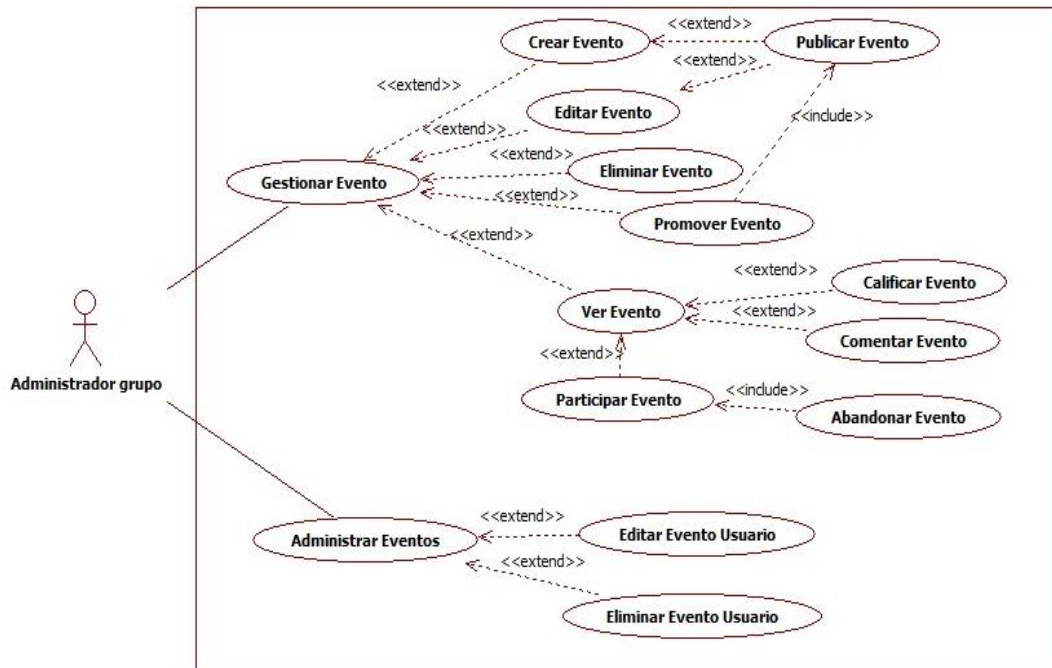 <<extend>>
Crear Evento
Publicar Evento
<<extend>>
<<extend>>
Editar Evento
<<extend>>
<<include>>
<<extend>>
Eliminar Evento
Gestionar Evento
<<extend>>
Promover Evento
<<extend>>
<<extend>>
Calificar Evento
Ver Evento
<<extend>>
Comentar Evento
<<extend>>
Administrador grupo
Participar Evento
<<include>>
Abandonar Evento
<<extend>>
Editar Evento Usuario
Administrar Eventos
<<extend>>
Eliminar Evento Usuario